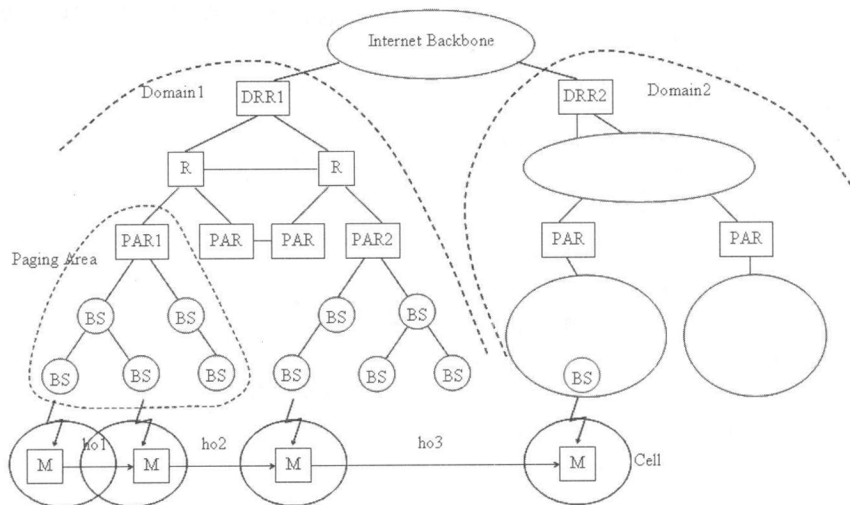 Internet Backbone
Domain1
DRR1
DRR2
Domain2
R
R
PAR1
PAR
PAR
PAR2
PAR
PAR
Paging Area
BS
BS
BS
BS
BS
BS
BS
BS
BS
BS
BS
ho1
ho2
ho3
M
M
M
M
Cell